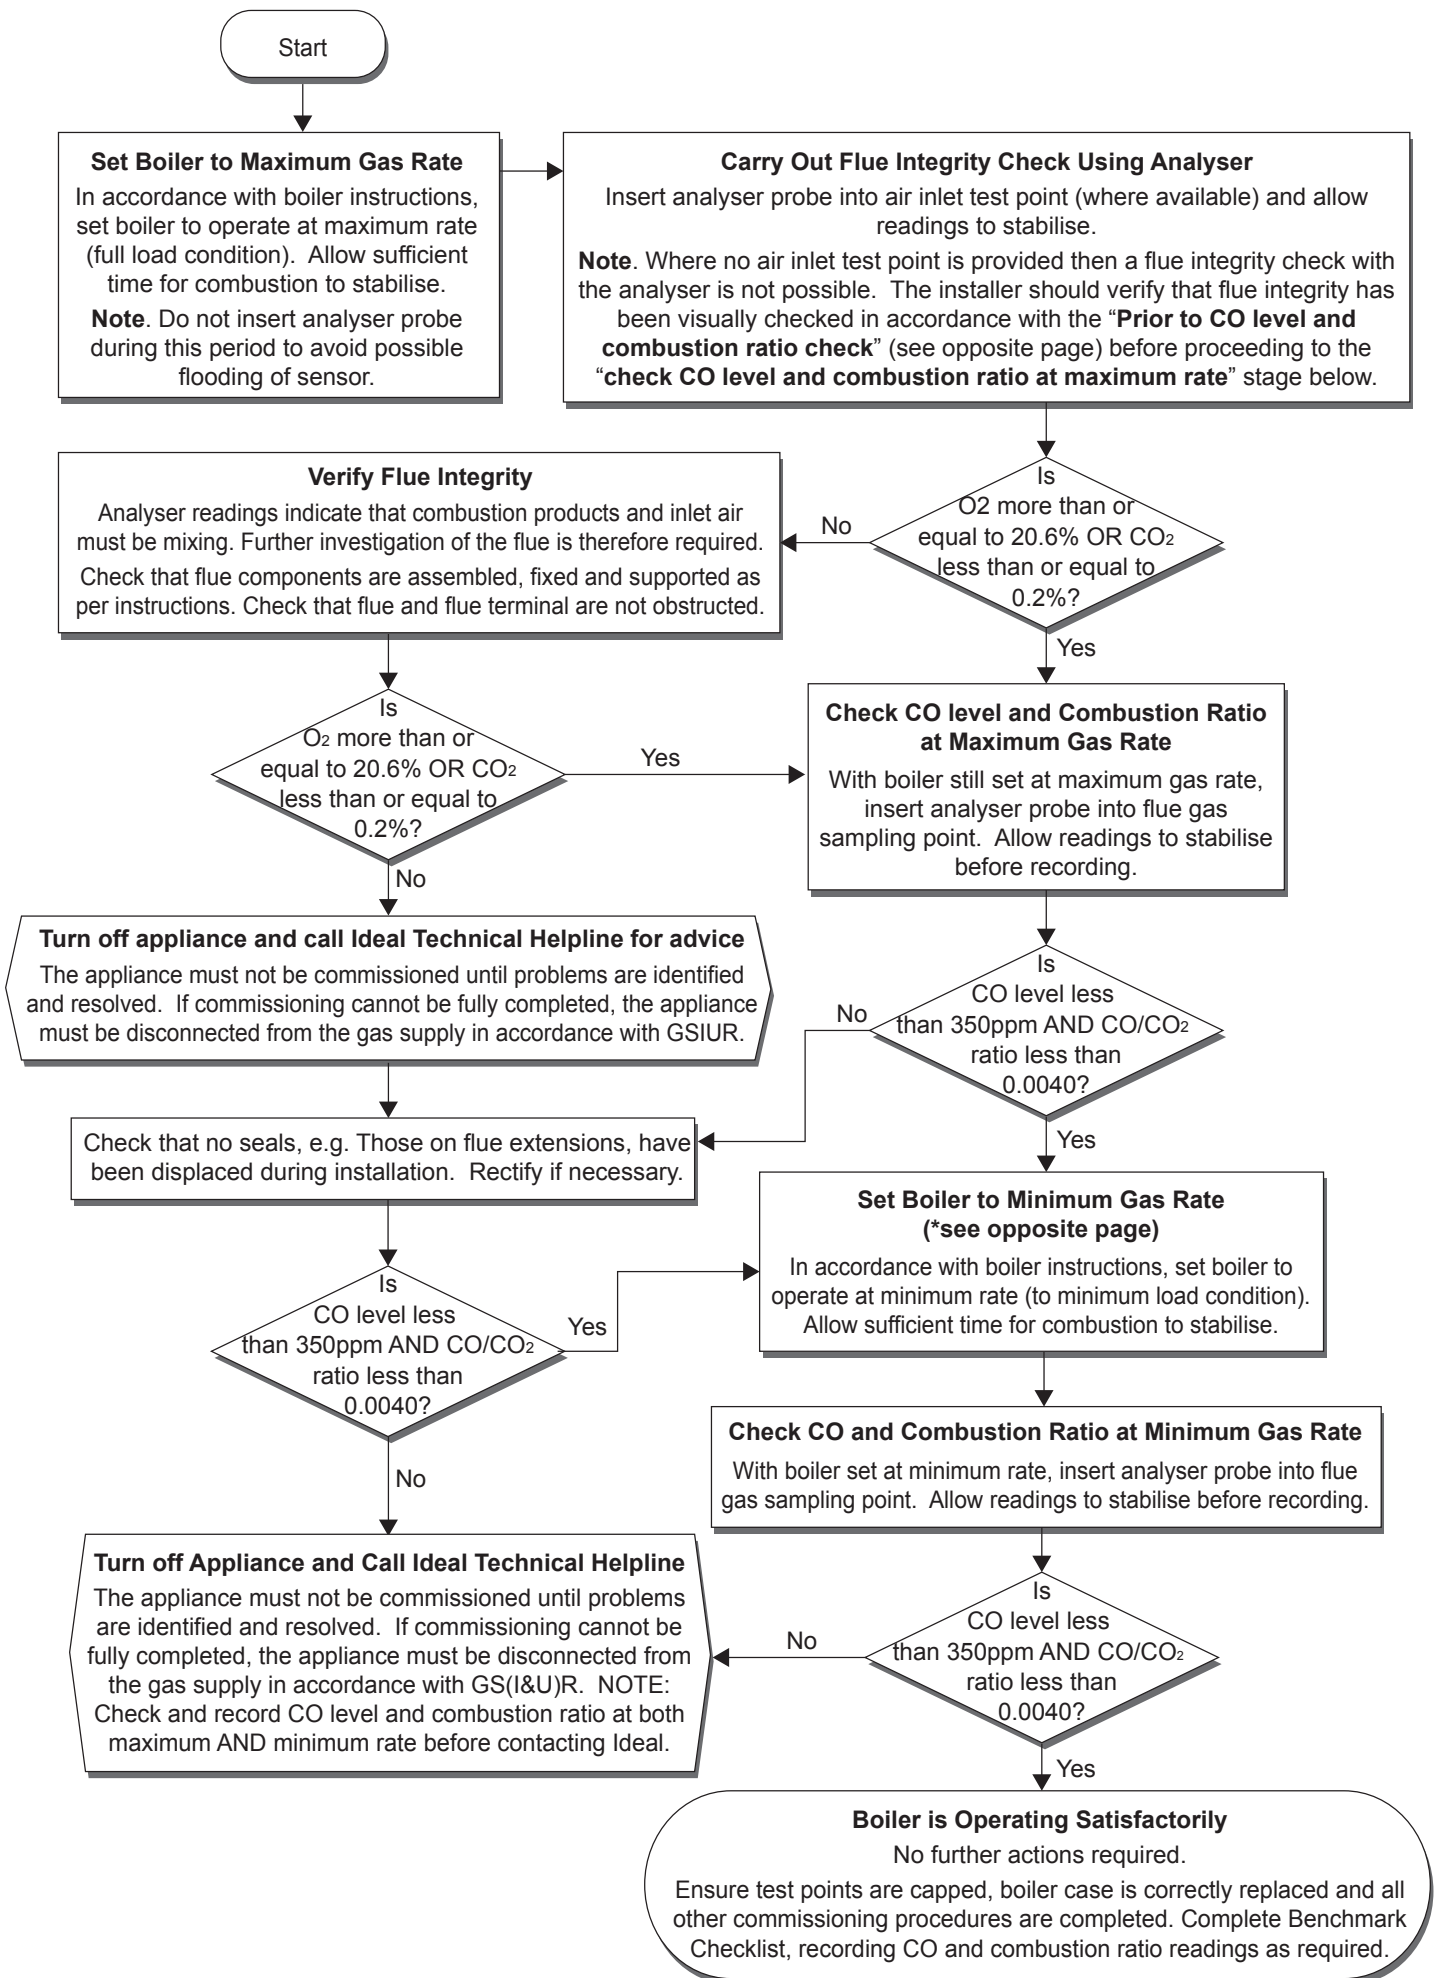 Start
Set Boiler to Maximum Gas Rate
In accordance with boiler instructions,
set boiler to operate at maximum rate
(full load condition).  Allow sufficient
time for combustion to stabilise.
Note. Do not insert analyser probe
during this period to avoid possible
flooding of sensor.
Carry Out Flue Integrity Check Using Analyser
Insert analyser probe into air inlet test point (where available) and allow
readings to stabilise.
Note. Where no air inlet test point is provided then a flue integrity check with
the analyser is not possible.  The installer should verify that flue integrity has
been visually checked in accordance with the “Prior to CO level and
combustion ratio check” (see opposite page) before proceeding to the
“check CO level and combustion ratio at maximum rate” stage below.
Is
O2 more than or
equal to 20.6% OR CO2
less than or equal to
0.2%?
No
Yes
Verify Flue Integrity
Analyser readings indicate that combustion products and inlet air
must be mixing. Further investigation of the flue is therefore required.
Check that flue components are assembled, fixed and supported as
per instructions. Check that flue and flue terminal are not obstructed.
Is
O2 more than or
equal to 20.6% OR CO2
less than or equal to
0.2%?
Yes
No
Check CO level and Combustion Ratio
at Maximum Gas Rate
With boiler still set at maximum gas rate,
insert analyser probe into flue gas
sampling point.  Allow readings to stabilise
before recording.
Turn off appliance and call Ideal Technical Helpline for advice
The appliance must not be commissioned until problems are identified
and resolved.  If commissioning cannot be fully completed, the appliance
must be disconnected from the gas supply in accordance with GSIUR.
Is
CO level less
than 350ppm AND CO/CO2
ratio less than
0.0040?
No
Yes
Check that no seals, e.g. Those on flue extensions, have
been displaced during installation.  Rectify if necessary.
Set Boiler to Minimum Gas Rate
(*see opposite page)
In accordance with boiler instructions, set boiler to
operate at minimum rate (to minimum load condition).
Allow sufficient time for combustion to stabilise.
Is
CO level less
than 350ppm AND CO/CO2
ratio less than
0.0040?
Yes
No
Check CO and Combustion Ratio at Minimum Gas Rate
With boiler set at minimum rate, insert analyser probe into flue
gas sampling point.  Allow readings to stabilise before recording.
Turn off Appliance and Call Ideal Technical Helpline
The appliance must not be commissioned until problems
are identified and resolved.  If commissioning cannot be
fully completed, the appliance must be disconnected from
the gas supply in accordance with GS(I&U)R.  NOTE:
Check and record CO level and combustion ratio at both
maximum AND minimum rate before contacting Ideal.
Is
CO level less
than 350ppm AND CO/CO2
ratio less than
0.0040?
No
Yes
Boiler is Operating Satisfactorily
No further actions required.
Ensure test points are capped, boiler case is correctly replaced and all
other commissioning procedures are completed. Complete Benchmark
Checklist, recording CO and combustion ratio readings as required.